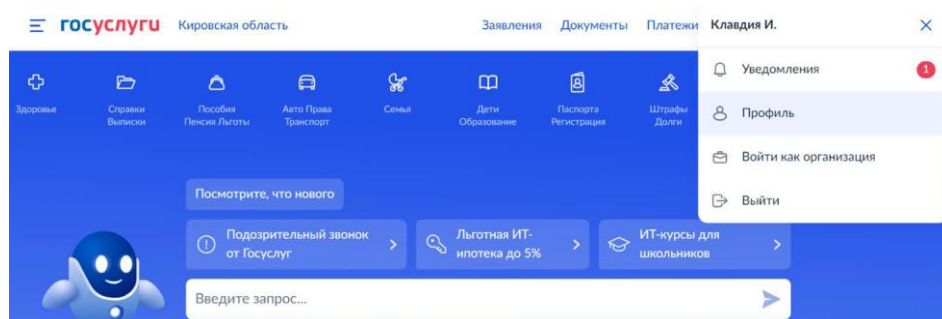 госуслуги Кировская область Заявления Документы Платежи Клавдия И.
Уведомления 1
Профиль
Войти как организация
Выйти
Здоровье
Справки
Выписки
Пособия
Пенсия Льготы
Авто Права
Транспорт
Семья
Дети
Образование
Паспорта
Регистрация
Штрафы
Долги
Посмотрите, что нового
Подозрительный звонок
от Госуслуг
Льготная ИТ-
ипотека до 5%
ИТ-курсы для
школьников
Введите запрос...